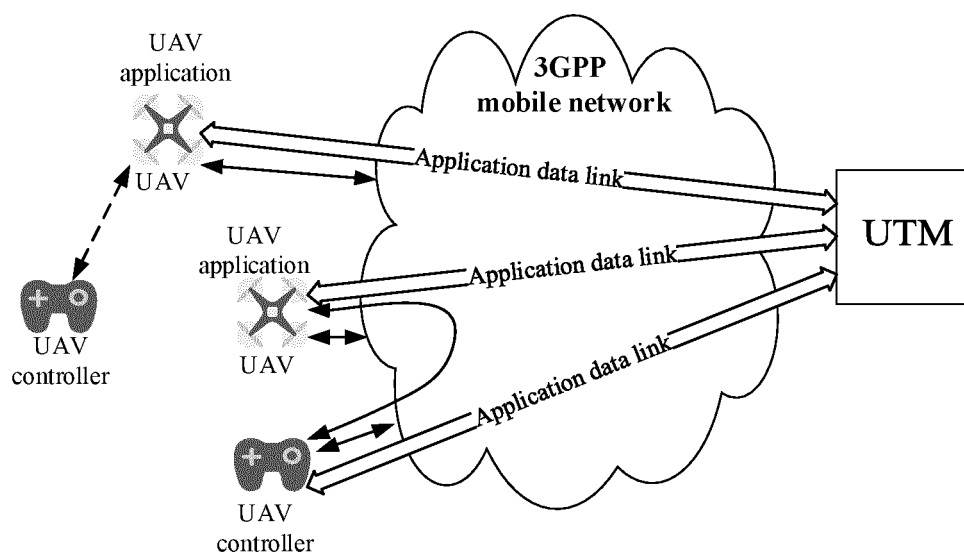 UAV
application
UAV
UAV
controller
3GPP
mobile network
Application data link
UTM
UAV
application
UAV
Application data link
Application data link
UAV
controller